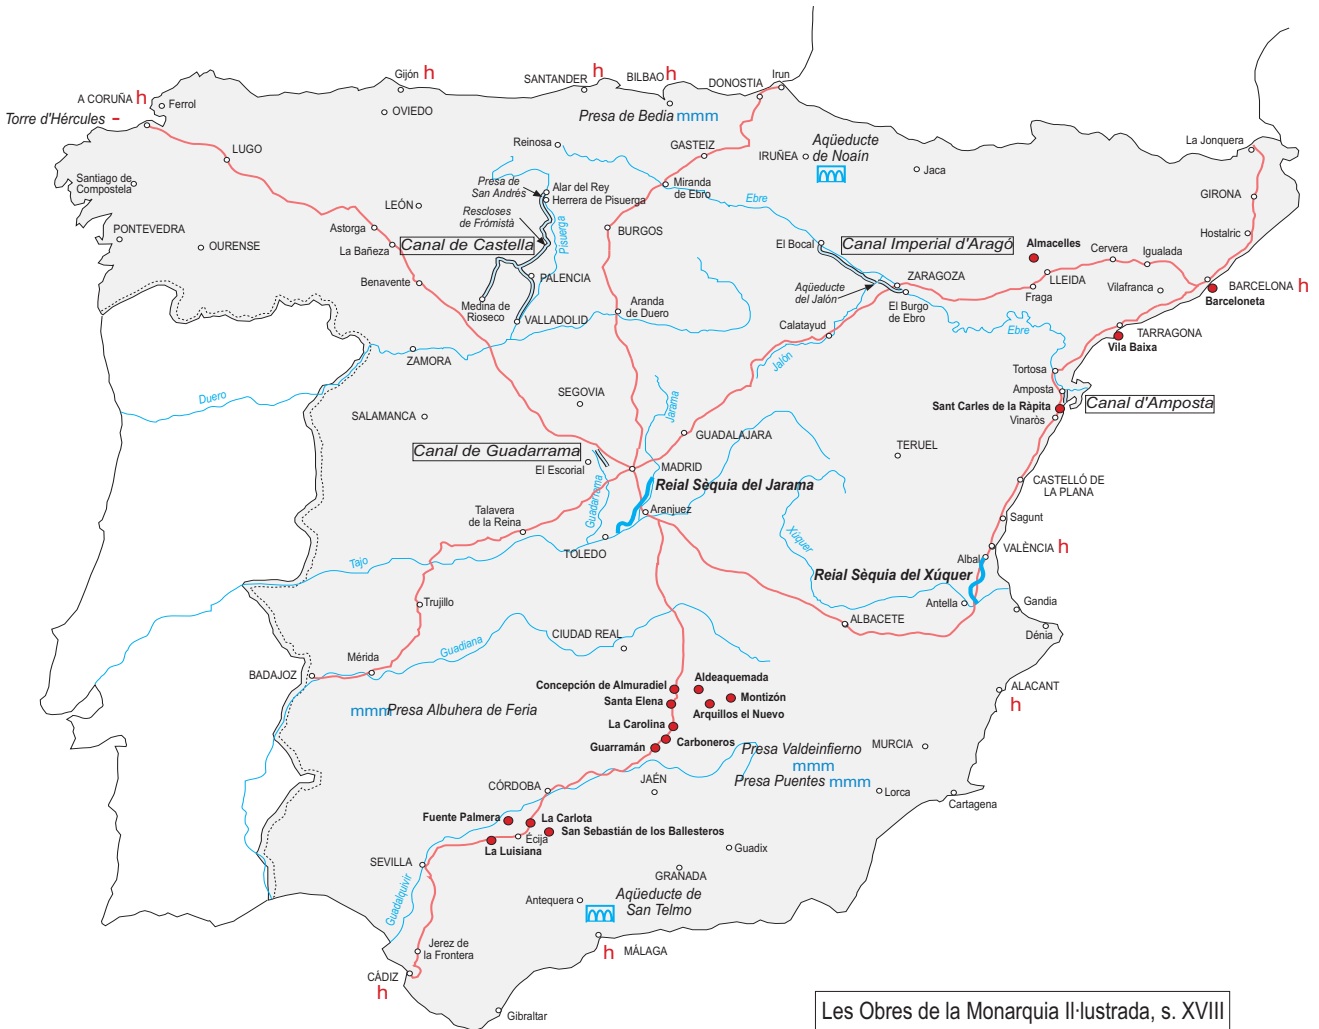 Gijón h
SANTANDER h
BILBAO h
DONOSTIA
Irun
A CORUÑA h
Ferrol
Torre d'Hércules -
OVIEDO
Presa de Bedia mmm
Reinosa
GASTEIZ
IRUÑEA
Aqüeducte
de Noaín
Jaca
La Jonquera
LUGO
Santiago de
Compostela
Presa de
San Andrés
Alar del Rey
Herrera de Pisuerga
Miranda
de Ebro
Ebre
GIRONA
LEÓN
Rescloses
de Frómistà
Pisuerga
PONTEVEDRA
OURENSE
Astorga
La Bañeza
Canal de Castella
BURGOS
El Bocal
Canal Imperial d'Aragó
Hostalric
Almacelles
Cervera
Igualada
Benavente
PALENCIA
Medina de
Rioseco
VALLADOLID
Aranda
de Duero
Aqüeducte
del Jalón
ZARAGOZA
El Burgo
de Ebro
Fraga
LLEIDA
Vilafranca
BARCELONA h
Barceloneta
Calatayud
Ebre
TARRAGONA
Vila Baixa
ZAMORA
Jalón
Tortosa
Duero
SEGOVIA
Jarama
Amposta
SALAMANCA
Sant Carles de la Ràpita
Canal d'Amposta
Vinaròs
GUADALAJARA
TERUEL
Canal de Guadarrama
El Escorial
MADRID
Guadarrama
Reial Sèquia del Jarama
CASTELLÓ DE
LA PLANA
Talavera
de la Reina
Aranjuez
Sagunt
TOLEDO
Xúquer
VALÈNCIA h
Albal
Tajo
Reial Sèquia del Xúquer
Trujillo
Antella
Gandia
ALBACETE
Dénia
CIUDAD REAL
Guadiana
Mérida
BADAJOZ
Concepción de Almuradiel
Aldeaquemada
ALACANT
h
Santa Elena
Montizón
mmm Presa Albuhera de Feria
Arquillos el Nuevo
La Carolina
Carboneros
Guarramán
Presa Valdeinfierno
mmm
MURCIA
JAÉN
Presa Puentes mmm
CÓRDOBA
Lorca
Cartagena
Fuente Palmera
La Carlota
San Sebastián de los Ballesteros
Écija
La Luisiana
Guadix
SEVILLA
GRANADA
Guadalquivir
Antequera
Aqüeducte de
San Telmo
Jerez de
la Frontera
h MÁLAGA
CÁDIZ
h
Gibraltar
Les Obres de la Monarquia Il·lustrada, s. XVIII